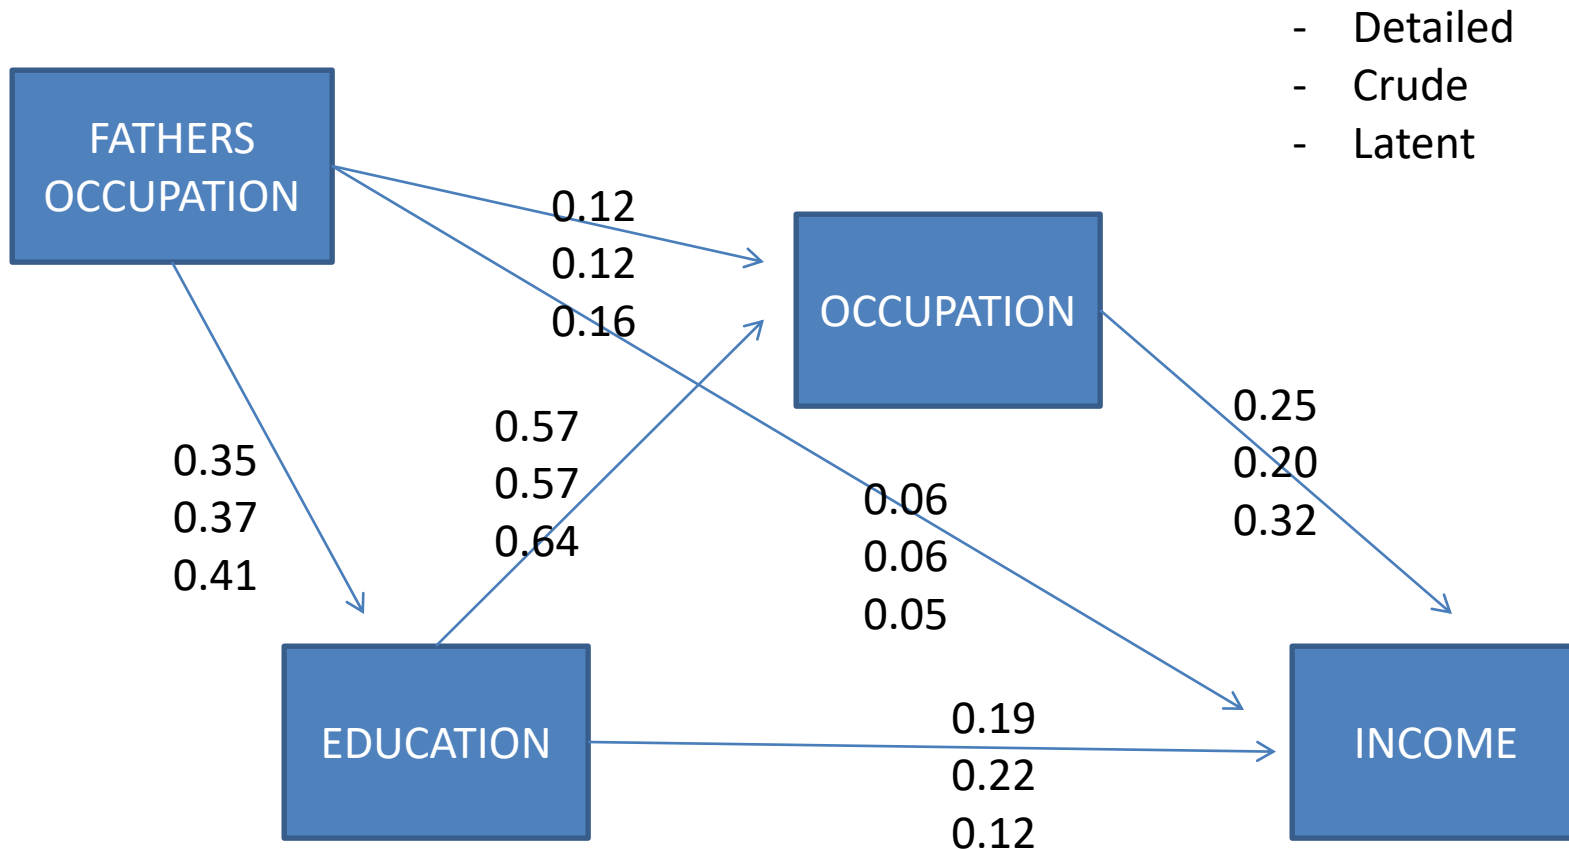 - Detailed
- Crude
- Latent
FATHERS
OCCUPATION
0.12
0.12
0.16
OCCUPATION
0.25
0.20
0.32
0.35
0.37
0.41
0.57
0.57
0.64
0.06
0.06
0.05
EDUCATION
0.19
0.22
0.12
INCOME